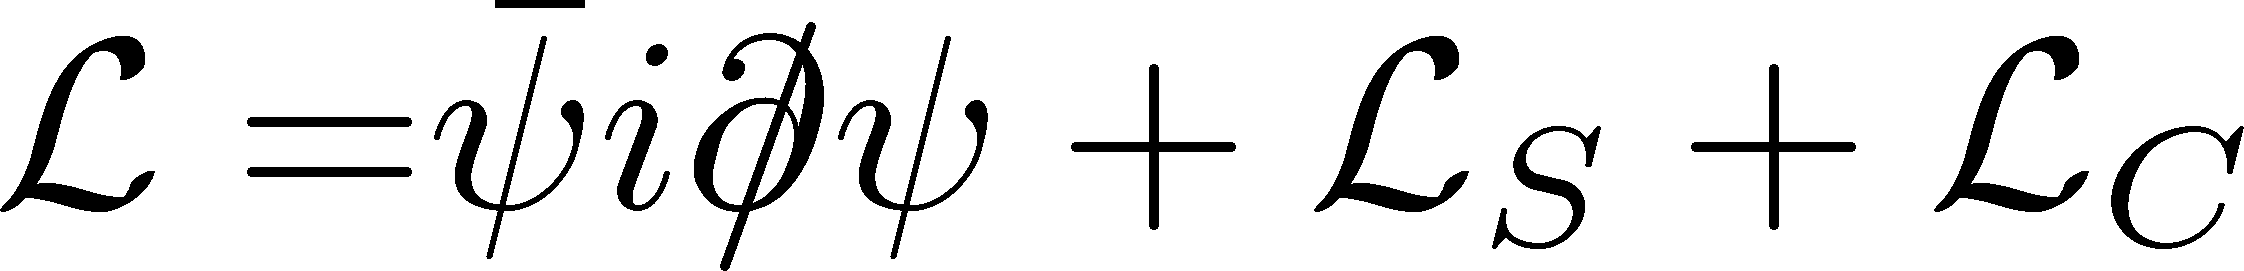 ℒ = ψ̄i∂̸ψ + ℒ_S + ℒ_C